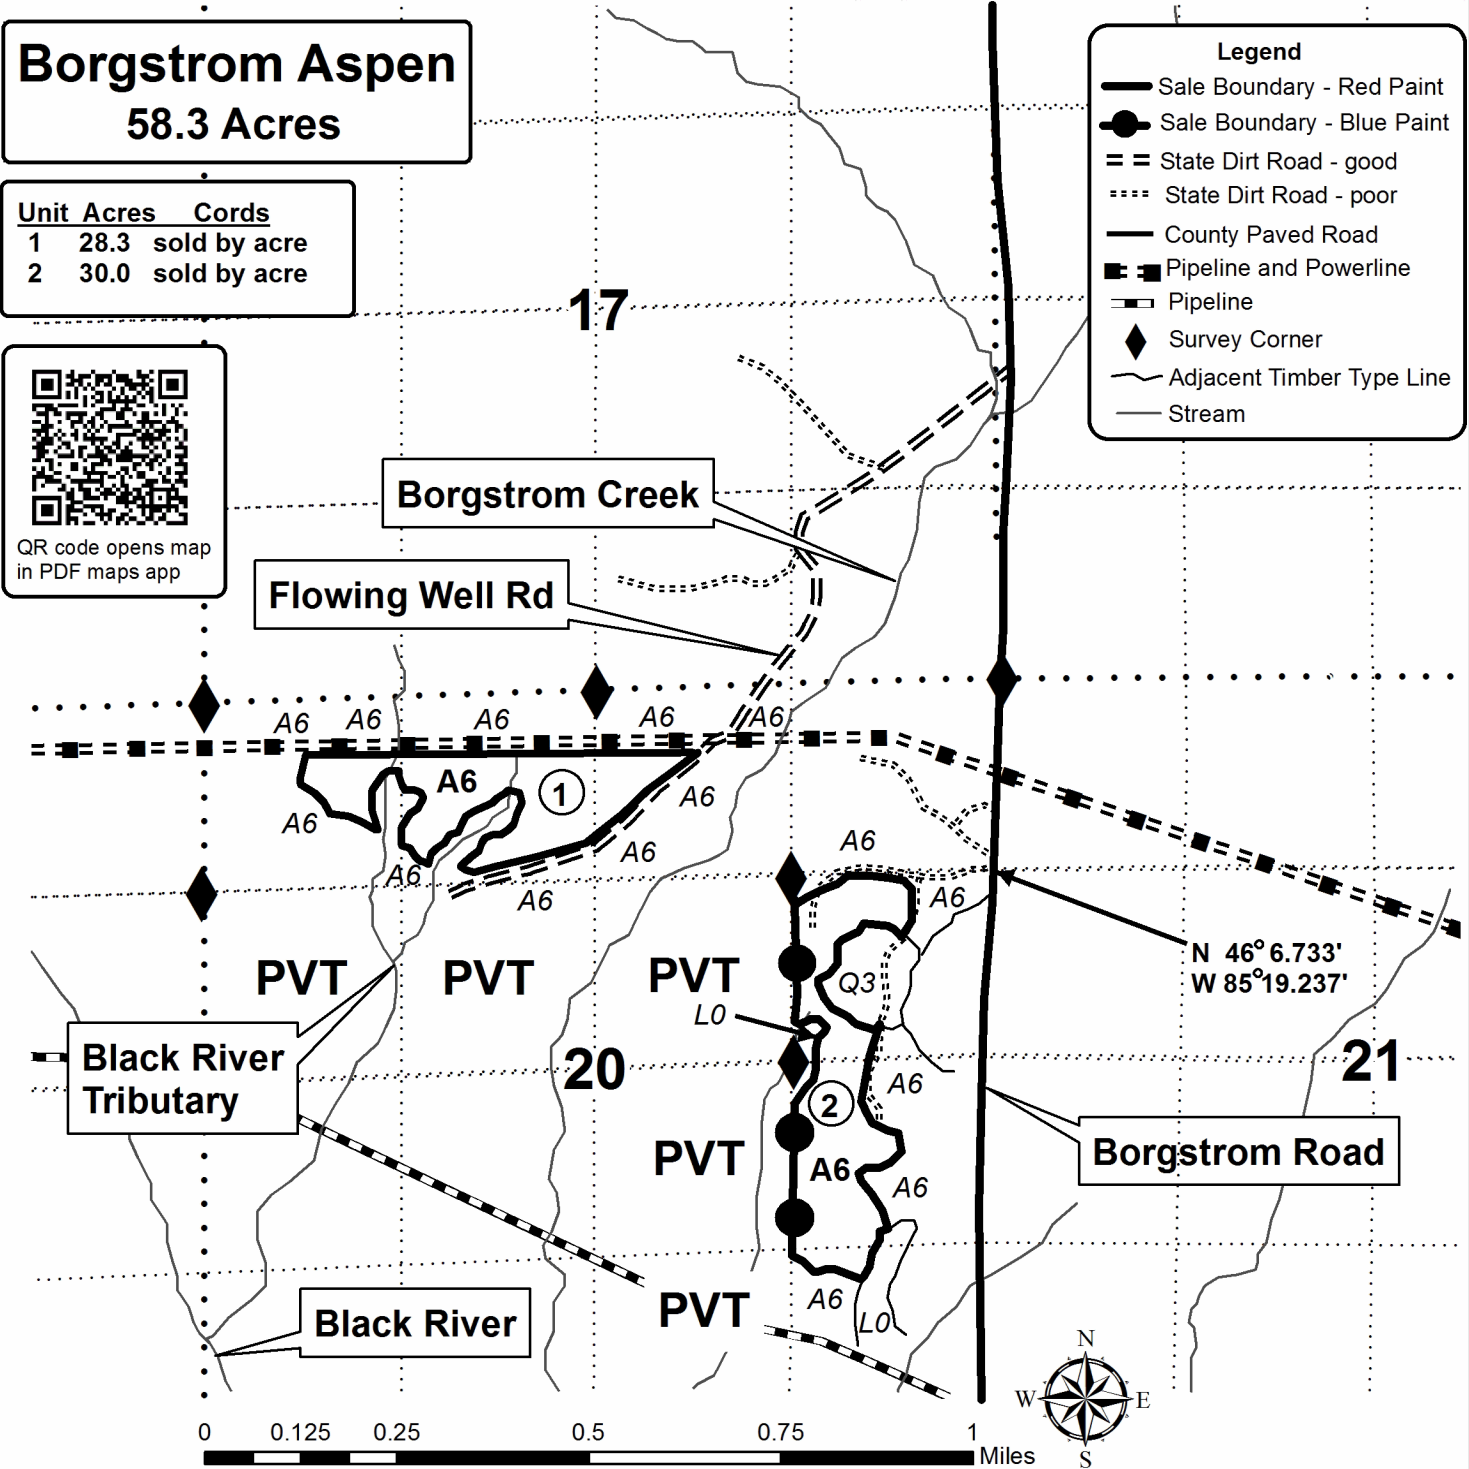 Borgstrom Aspen
58.3 Acres
Unit Acres Cords
1 28.3 sold by acre
2 30.0 sold by acre
QR code opens map
in PDF maps app
Legend
Sale Boundary - Red Paint
Sale Boundary - Blue Paint
State Dirt Road - good
State Dirt Road - poor
County Paved Road
Pipeline and Powerline
Pipeline
Survey Corner
Adjacent Timber Type Line
Stream
17
Borgstrom Creek
Flowing Well Rd
A6 A6 A6 A6 A6
A6 1
A6
A6
A6
A6
A6
A6
A6
N 46° 6.733'
W 85°19.237'
PVT PVT PVT
Q3
L0
Black River
Tributary
20
21
A6
2
Borgstrom Road
PVT
A6
A6
A6
L0
PVT
Black River
N
W E
S
0 0.125 0.25 0.5 0.75 1
Miles